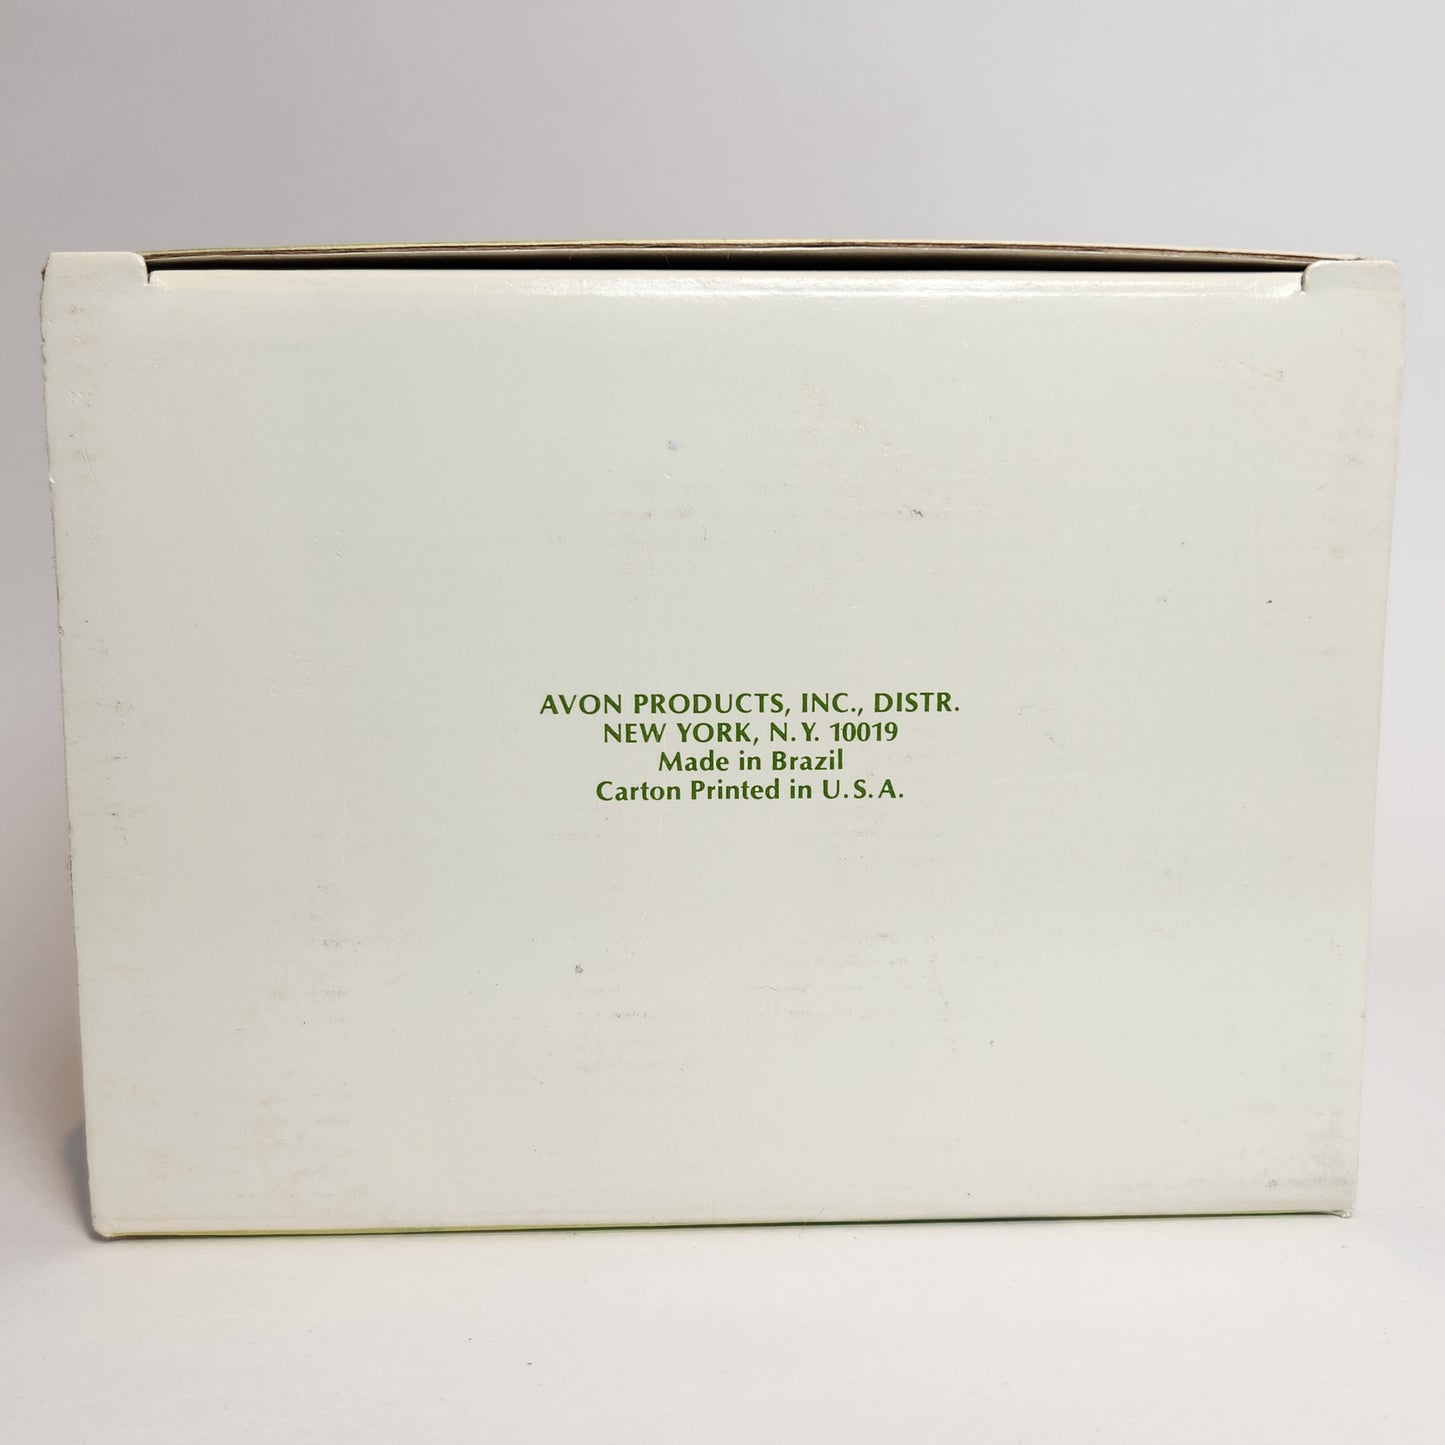 AVON PRODUCTS, INC., DISTR.
NEW YORK, N.Y. 10019
Made in Brazil
Carton Printed in U.S.A.